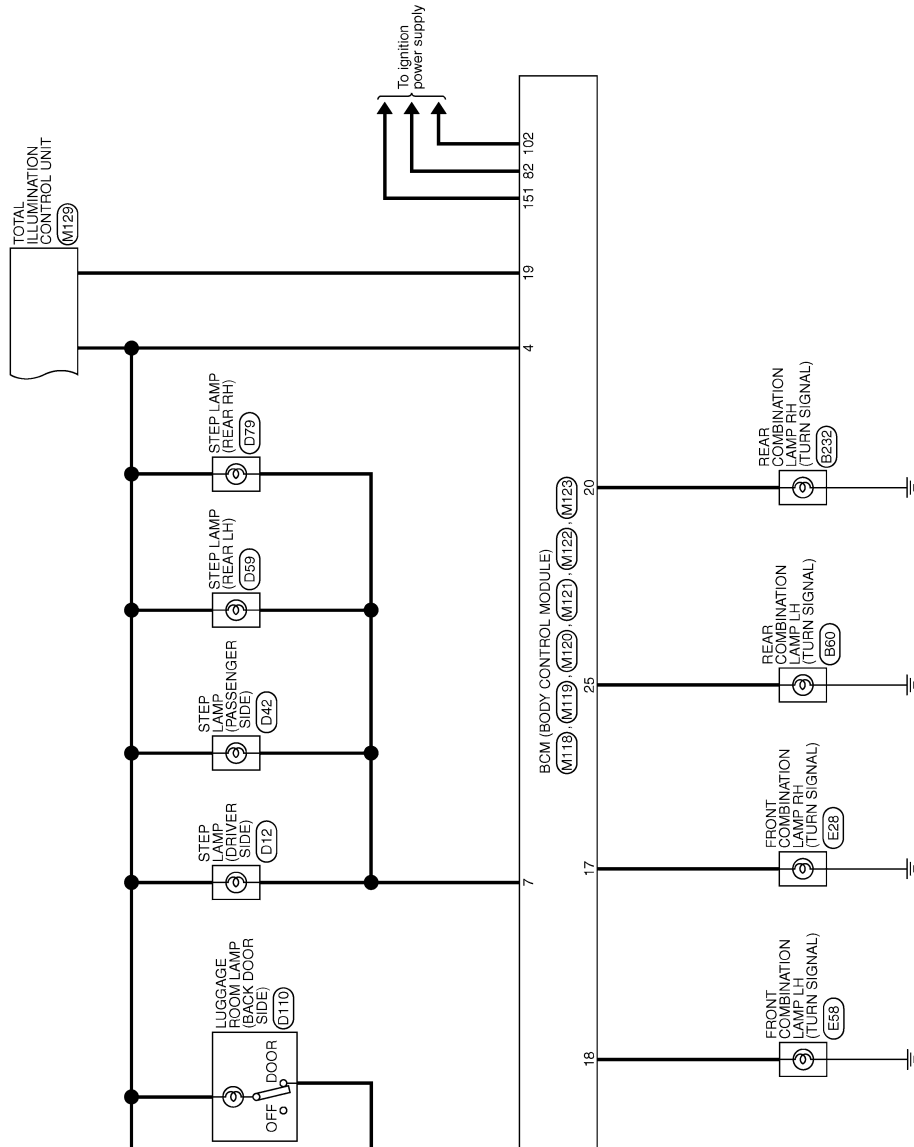 TOTAL
ILLUMINATION
CONTROL UNIT
M129
To ignition
power supply
151 82 102
19
4
STEP LAMP
(REAR RH)
D79
STEP LAMP
(REAR LH)
D59
STEP
LAMP
(PASSENGER
SIDE)
D42
STEP
LAMP
(DRIVER
SIDE)
D12
7
LUGGAGE
ROOM LAMP
(BACK DOOR
SIDE)
D110
OFF DOOR
BCM (BODY CONTROL MODULE)
M118 , M119 , M120 , M121 , M122 , M123
20
REAR
COMBINATION
LAMP RH
(TURN SIGNAL)
B232
25
REAR
COMBINATION
LAMP LH
(TURN SIGNAL)
B60
17
FRONT
COMBINATION
LAMP RH
(TURN SIGNAL)
E28
18
FRONT
COMBINATION
LAMP LH
(TURN SIGNAL)
E58